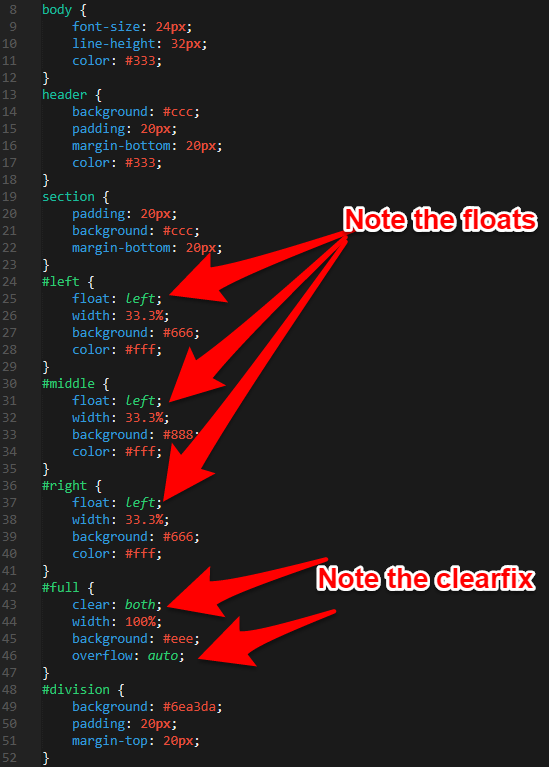 8 body {
9 font-size: 24px;
10 line-height: 32px;
11 color: #333;
12 }
13 header {
14 background: #ccc;
15 padding: 20px;
16 margin-bottom: 20px;
17 color: #333;
18 }
19 section {
20 padding: 20px;
21 background: #ccc;
22 margin-bottom: 20px;
23 }
Note the floats
24 #left {
25 float: left;
26 width: 33.3%;
27 background: #666;
28 color: #fff;
29 }
30 #middle {
31 float: left;
32 width: 33.3%;
33 background: #888;
34 color: #fff;
35 }
36 #right {
37 float: left;
38 width: 33.3%;
39 background: #666;
40 color: #fff;
41 }
Note the clearfix
42 #full {
43 clear: both;
44 width: 100%;
45 background: #eee;
46 overflow: auto;
47 }
48 #division {
49 background: #6ea3da;
50 padding: 20px;
51 margin-top: 20px;
52 }